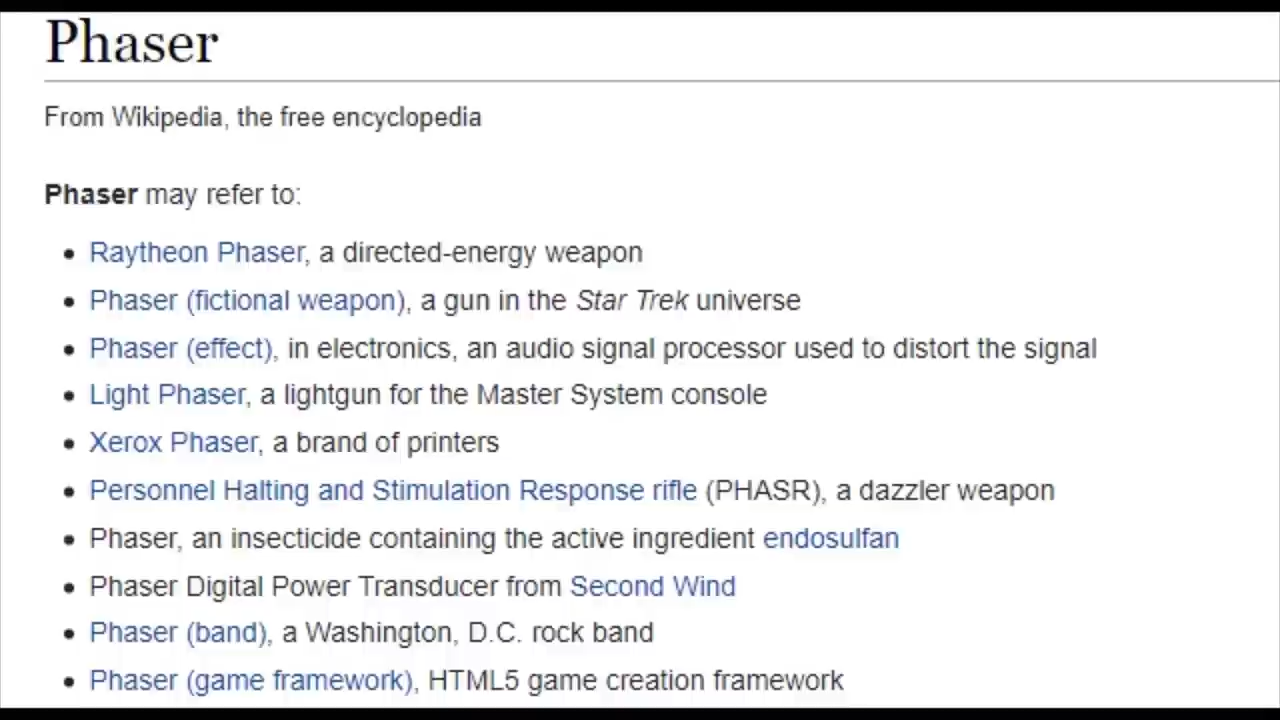 Phaser
From Wikipedia, the free encyclopedia
Phaser may refer to:
Raytheon Phaser, a directed-energy weapon
Phaser (fictional weapon), a gun in the Star Trek universe
Phaser (effect), in electronics, an audio signal processor used to distort the signal
Light Phaser, a lightgun for the Master System console
Xerox Phaser, a brand of printers
Personnel Halting and Stimulation Response rifle (PHASR), a dazzler weapon
Phaser, an insecticide containing the active ingredient endosulfan
Phaser Digital Power Transducer from Second Wind
Phaser (band), a Washington, D.C. rock band
Phaser (game framework), HTML5 game creation framework